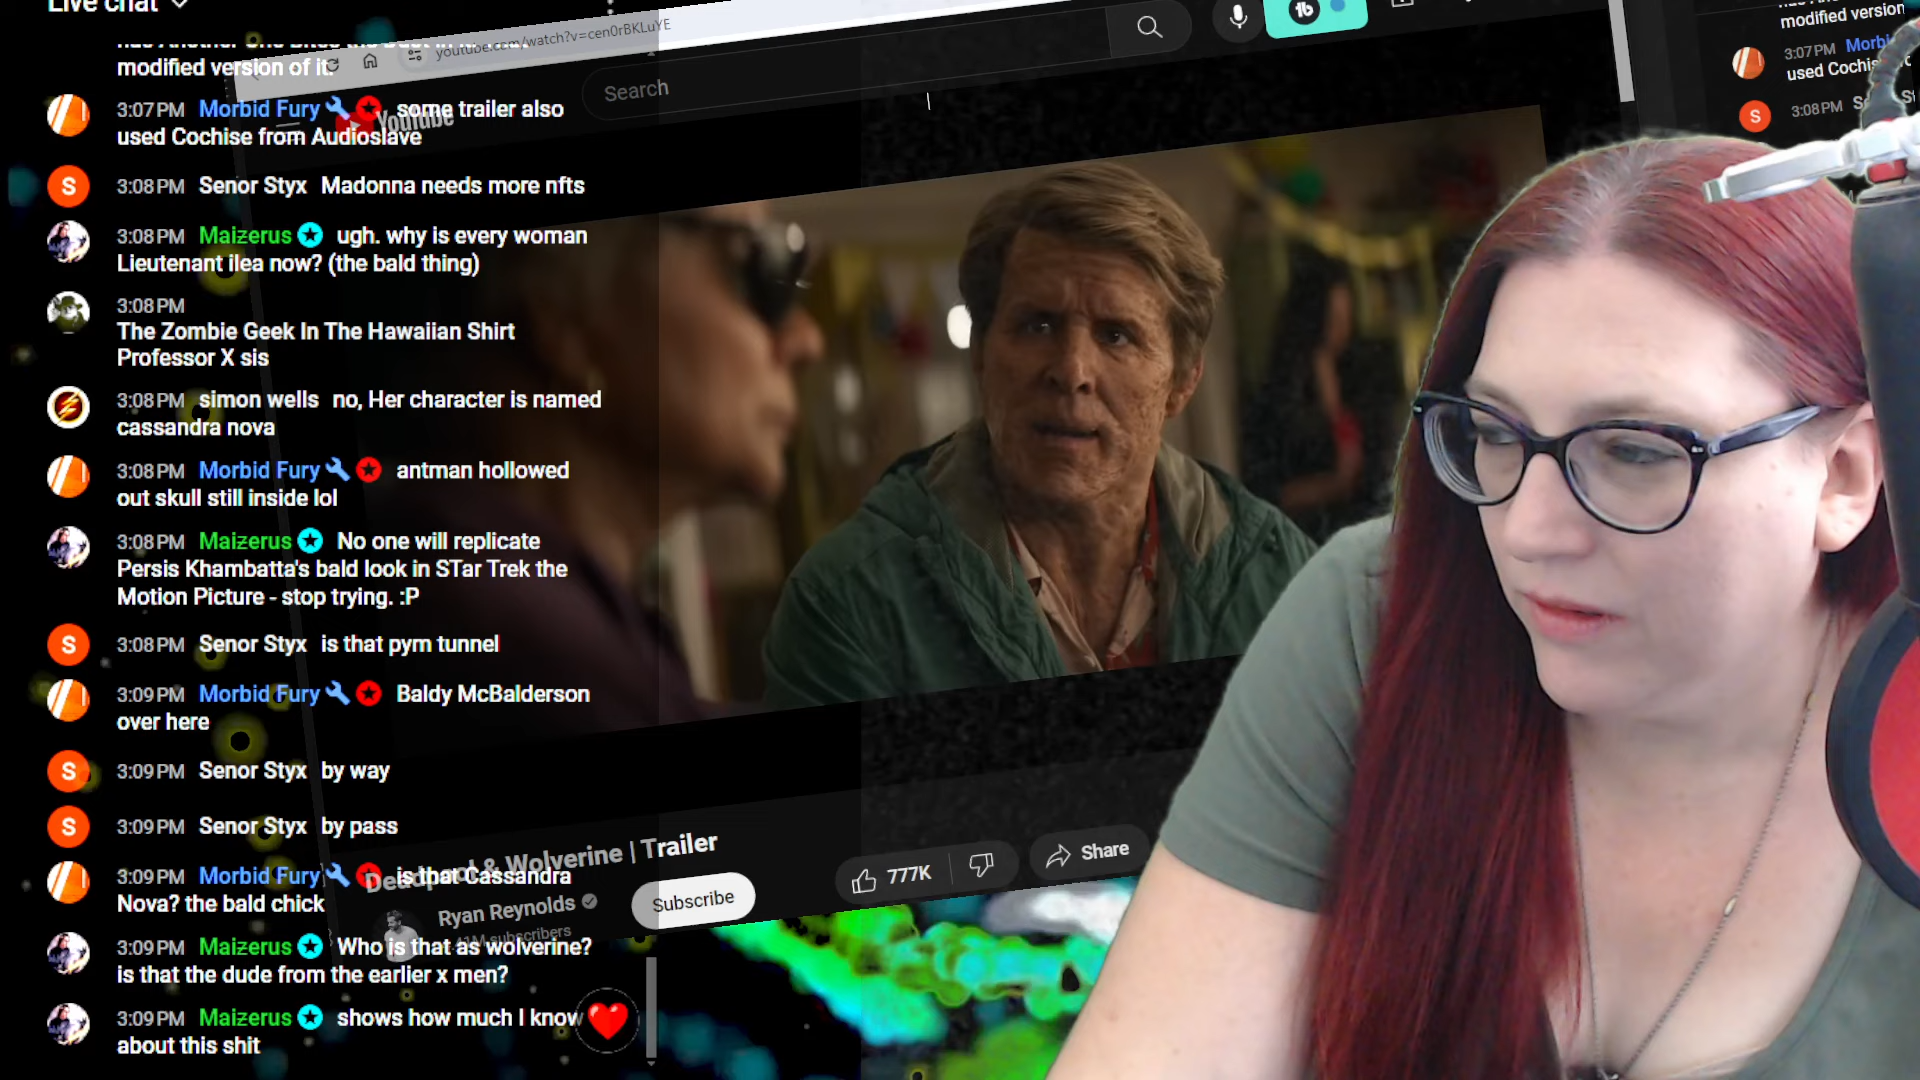 Live chat
modified version of it.
3:07 PM Morbid Fury some trailer also
used Cochise from Audioslave
3:08 PM Senor Styx Madonna needs more nfts
3:08 PM Maizerus ugh. why is every woman
Lieutenant ilea now? (the bald thing)
3:08 PM
The Zombie Geek In The Hawaiian Shirt
Professor X sis
3:08 PM simon wells no, Her character is named
cassandra nova
3:08 PM Morbid Fury antman hollowed
out skull still inside lol
3:08 PM Maizerus No one will replicate
Persis Khambatta's bald look in STar Trek the
Motion Picture - stop trying. :P
3:08 PM Senor Styx is that pym tunnel
3:09 PM Morbid Fury Baldy McBalderson
over here
3:09 PM Senor Styx by way
3:09 PM Senor Styx by pass
3:09 PM Morbid Fury is that Cassandra
Nova? the bald chick
3:09 PM Maizerus Who is that as wolverine?
is that the dude from the earlier x men?
3:09 PM Maizerus shows how much I know
about this shit
youtube.com/watch?v=cen0rBKLuYE
YouTube
Search
tb
Deadpool & Wolverine | Trailer
Ryan Reynolds
subscribers
Subscribe
777K
Share
modified version
3:07 PM Morbi
used Cochis
S 3:08 PM